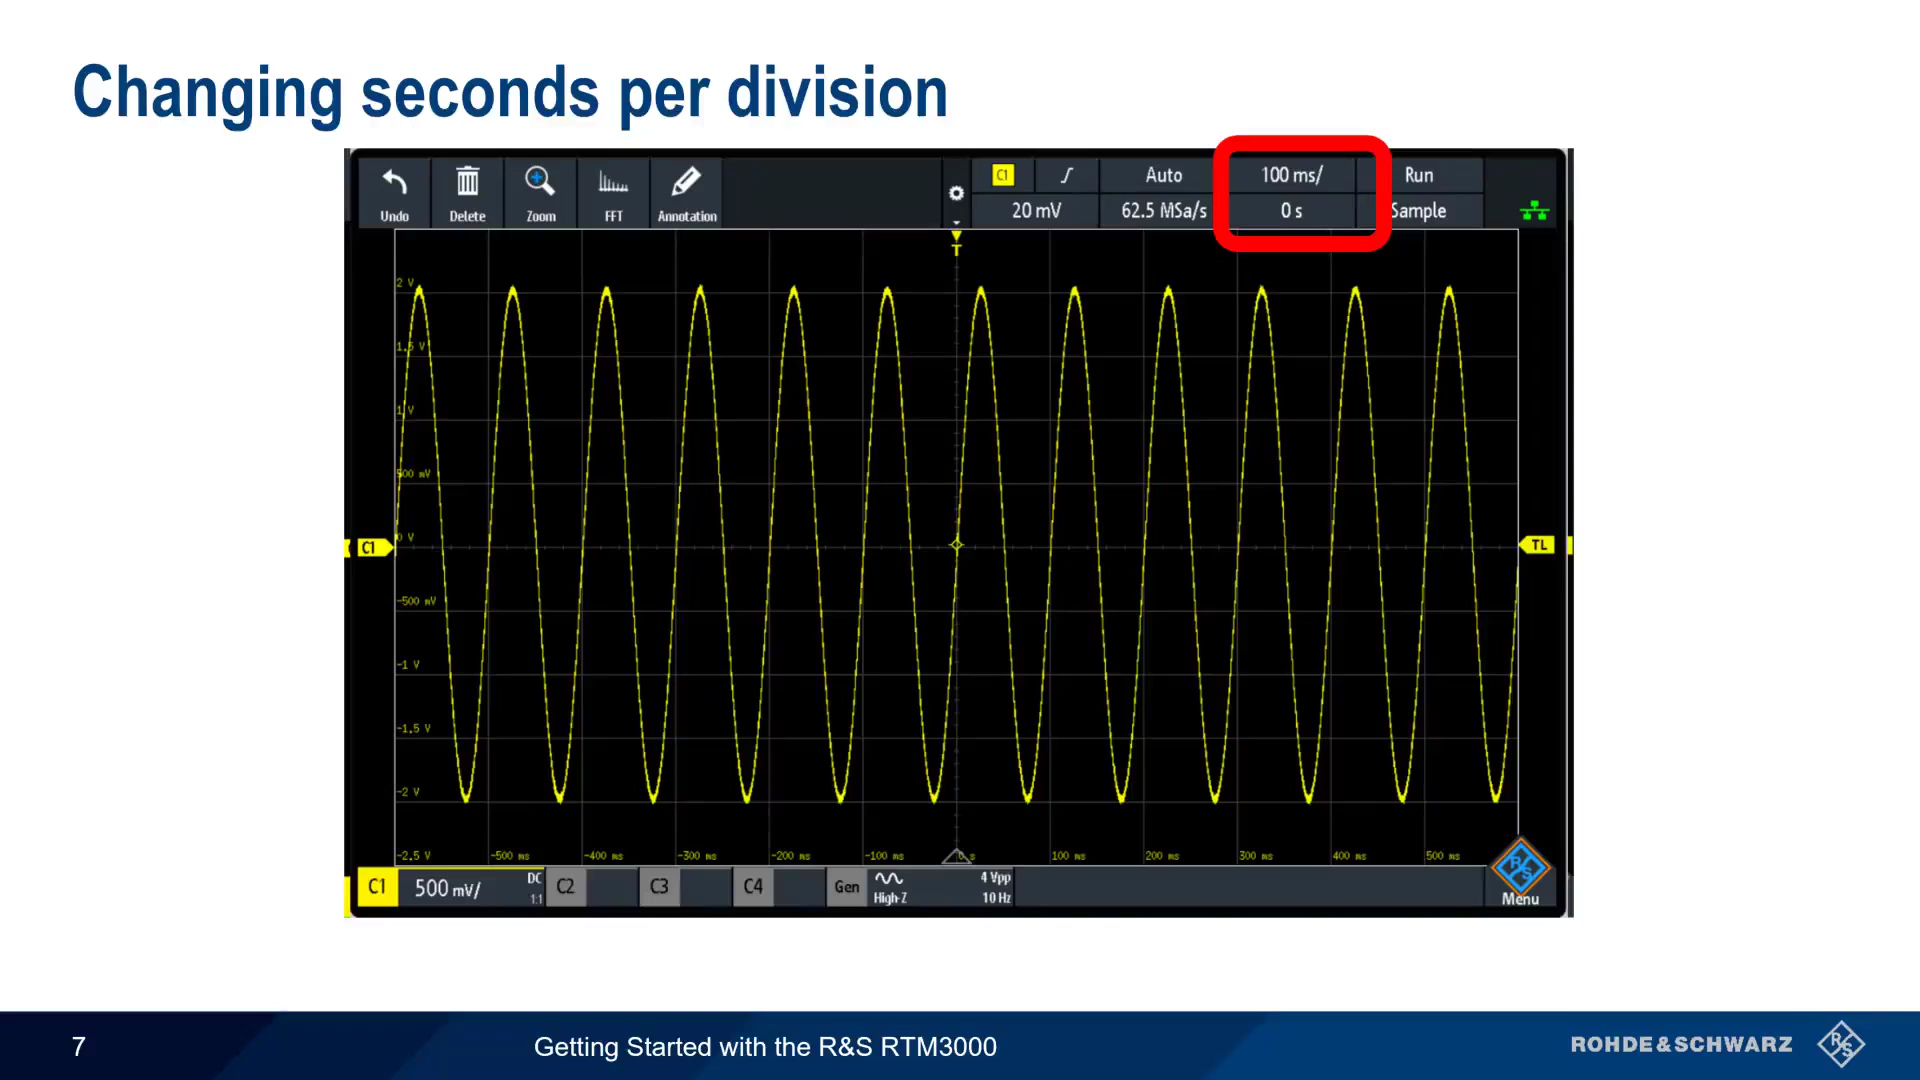 Changing seconds per division
Undo
Delete
Zoom
FFT
Annotation
C1
Auto
100 ms/
Run
20 mV
62.5 MSa/s
0 s
Sample
T
2 V
1.5 V
1 V
500 mV
0 V
C1
TL
-500 mV
-1 V
-1.5 V
-2 V
-2.5 V
-500 ms
-400 ms
-300 ms
-200 ms
-100 ms
0 s
100 ms
200 ms
300 ms
400 ms
500 ms
C1
500 mV/
DC
1:1
C2
C3
C4
Gen
High-Z
4 Vpp
10 Hz
R&S
Menu
7
Getting Started with the R&S RTM3000
ROHDE&SCHWARZ
R&S